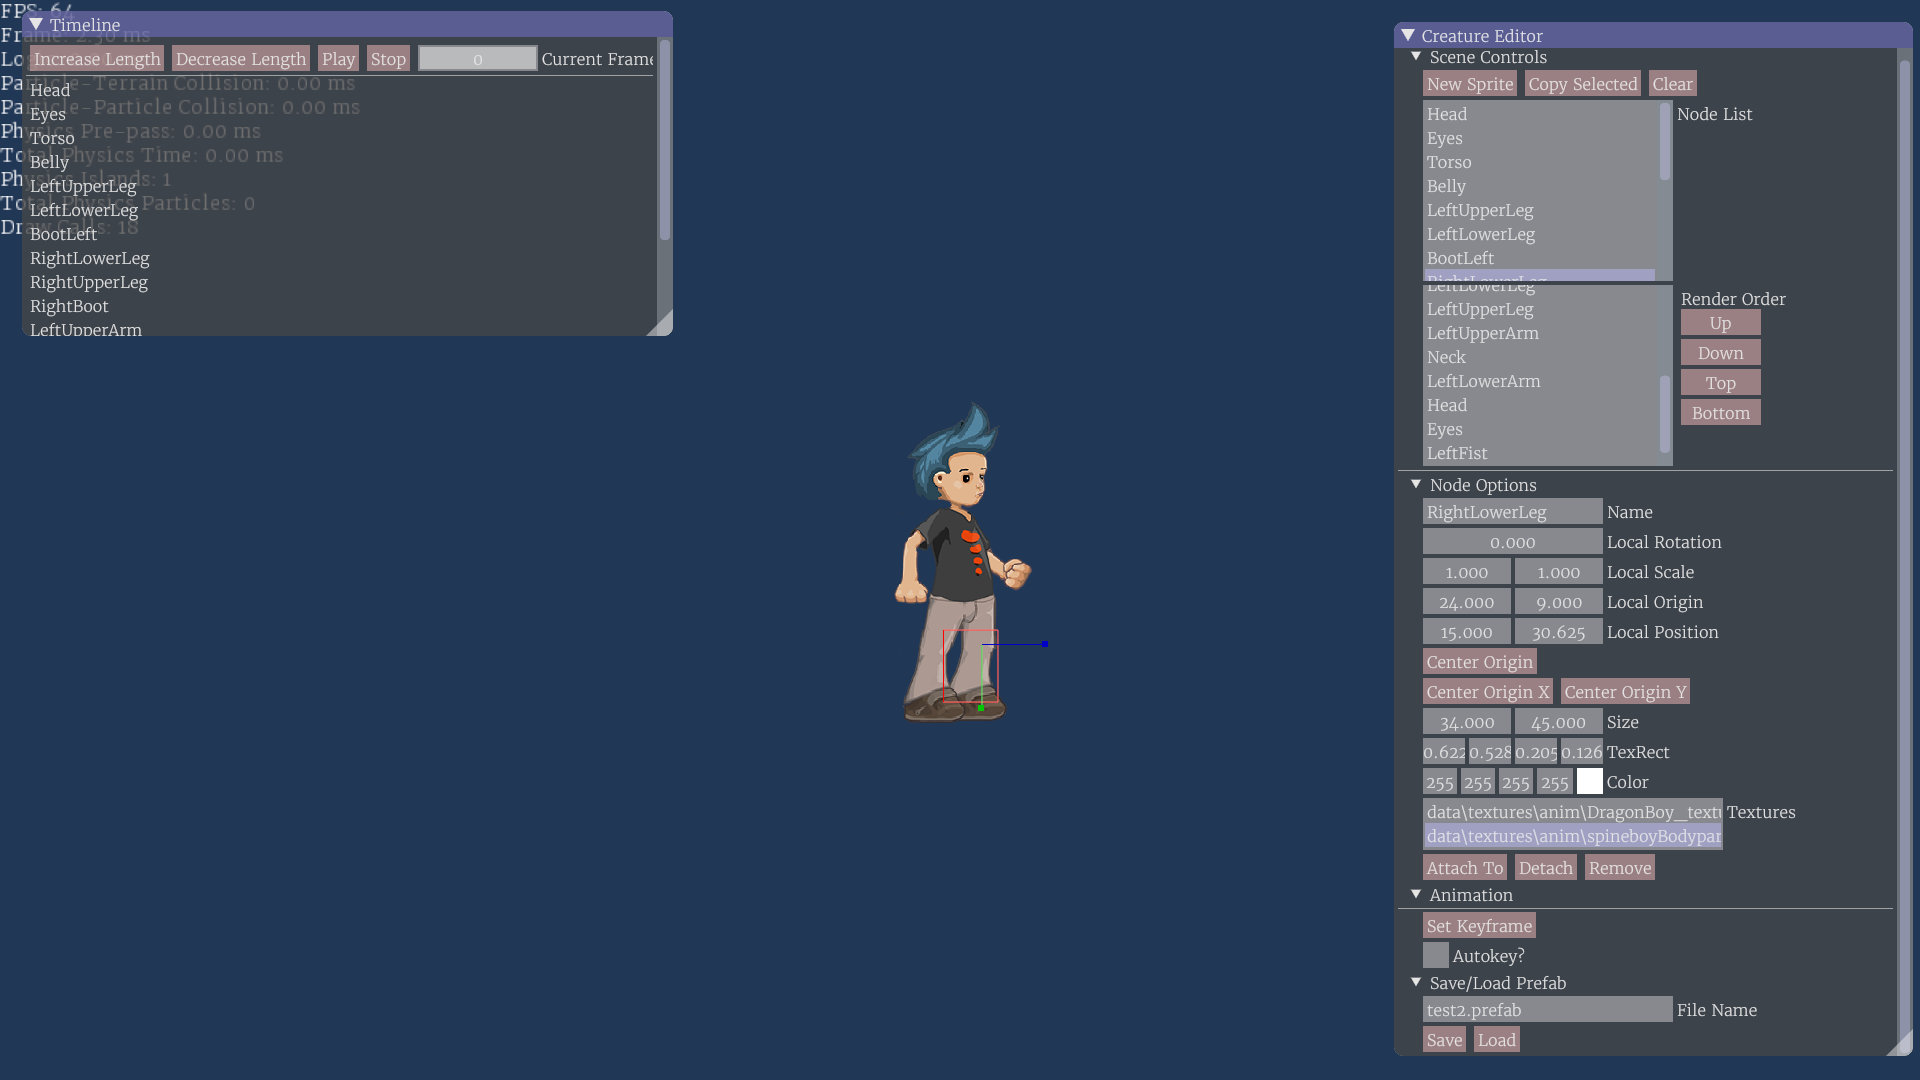 FPS: 64
Frame: 2.50 ms
Particle-Terrain Collision: 0.00 ms
Particle-Particle Collision: 0.00 ms
Physics Pre-pass: 0.00 ms
Total Physics Time: 0.00 ms
Physics Islands: 1
Total Physics Particles: 0
Draw Calls: 18
Timeline
Increase Length Decrease Length Play Stop 0 Current Frame
Head
Eyes
Torso
Belly
LeftUpperLeg
LeftLowerLeg
BootLeft
RightLowerLeg
RightUpperLeg
RightBoot
LeftUpperArm
Creature Editor
Scene Controls
New Sprite Copy Selected Clear
Head Node List
Eyes
Torso
Belly
LeftUpperLeg
LeftLowerLeg
BootLeft
RightLowerLeg
LeftLowerLeg
Render Order
LeftUpperLeg
Up
LeftUpperArm
Down
Neck
LeftLowerArm
Top
Head
Bottom
Eyes
LeftFist
Node Options
RightLowerLeg Name
0.000 Local Rotation
1.000 1.000 Local Scale
24.000 9.000 Local Origin
15.000 30.625 Local Position
Center Origin
Center Origin X Center Origin Y
34.000 45.000 Size
0.622 0.528 0.205 0.126 TexRect
255 255 255 255 Color
data\textures\anim\DragonBoy_textu Textures
data\textures\anim\spineboyBodypar
Attach To Detach Remove
Animation
Set Keyframe
Autokey?
Save/Load Prefab
test2.prefab File Name
Save Load